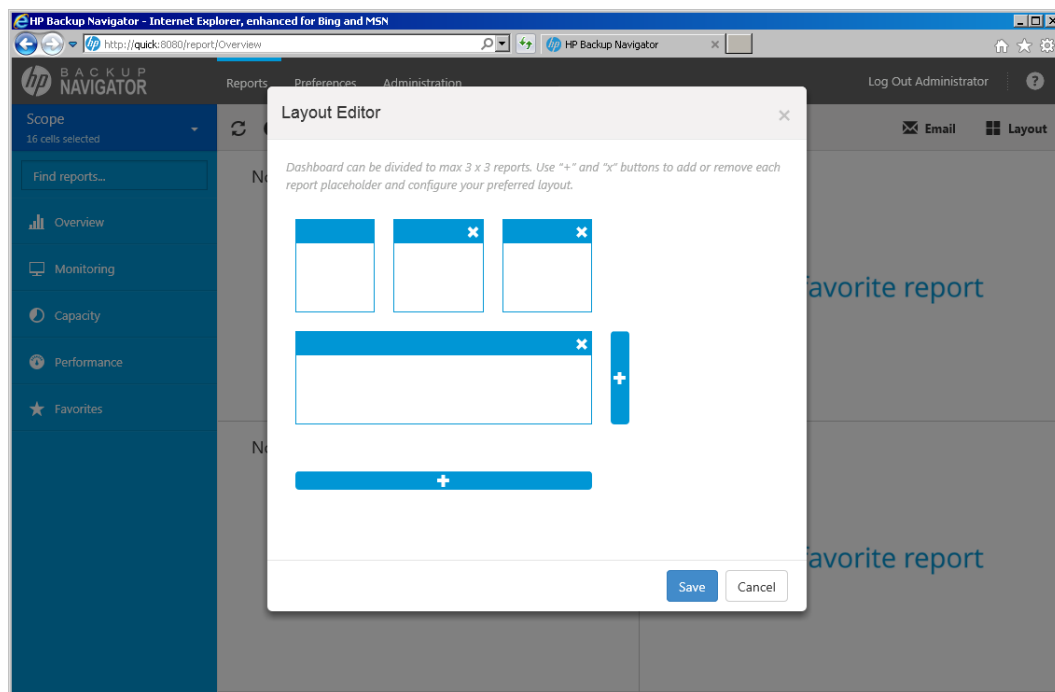 HP Backup Navigator - Internet Explorer, enhanced for Bing and MSN
http://quick:8080/report/Overview
HP Backup Navigator
hp BACKUP NAVIGATOR
Reports Preferences Administration
Log Out Administrator ?
Scope
16 cells selected
Email Layout
Find reports...
Overview
Monitoring
Capacity
Performance
Favorites
Layout Editor
Dashboard can be divided to max 3 x 3 reports. Use "+" and "x" buttons to add or remove each
report placeholder and configure your preferred layout.
Save Cancel
favorite report
favorite report